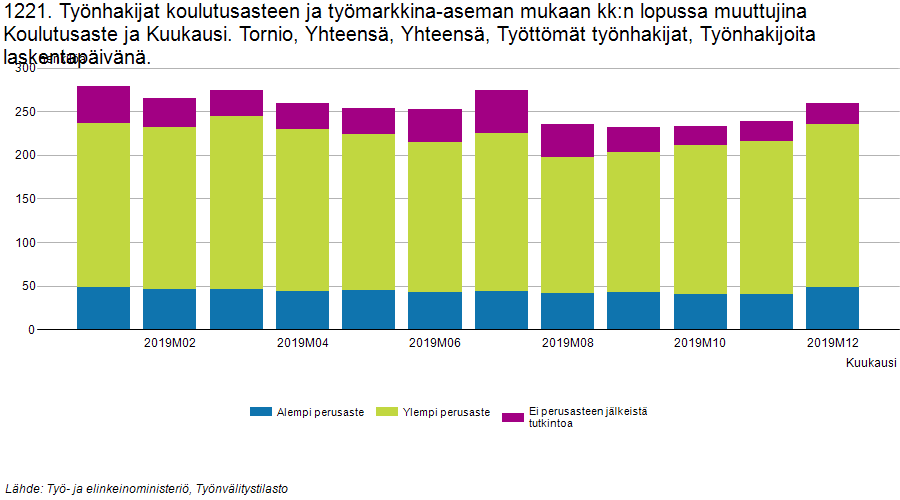 1221. Työnhakijat koulutusasteen ja työmarkkina-aseman mukaan kk:n lopussa muuttujina
Koulutusaste ja Kuukausi. Tornio, Yhteensä, Yhteensä, Työttömät työnhakijat, Työnhakijoita
laskentapäivänä.
300
250
200
150
100
50
0
2019M02 2019M04 2019M06 2019M08 2019M10 2019M12
Kuukausi
Alempi perusaste Ylempi perusaste Ei perusasteen jälkeistä
tutkintoa
Lähde: Työ- ja elinkeinoministeriö, Työnvälitystilasto